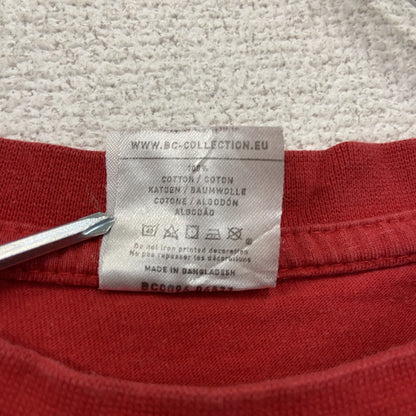 WWW.BC-COLLECTION.EU
100%
COTTON / COTON
KATOEN / BAUMWOLLE
COTONE / ALGODÓN
ALGODÃO
Do not iron printed decoration
Ne pas repasser les décorations
MADE IN BANGLADESH